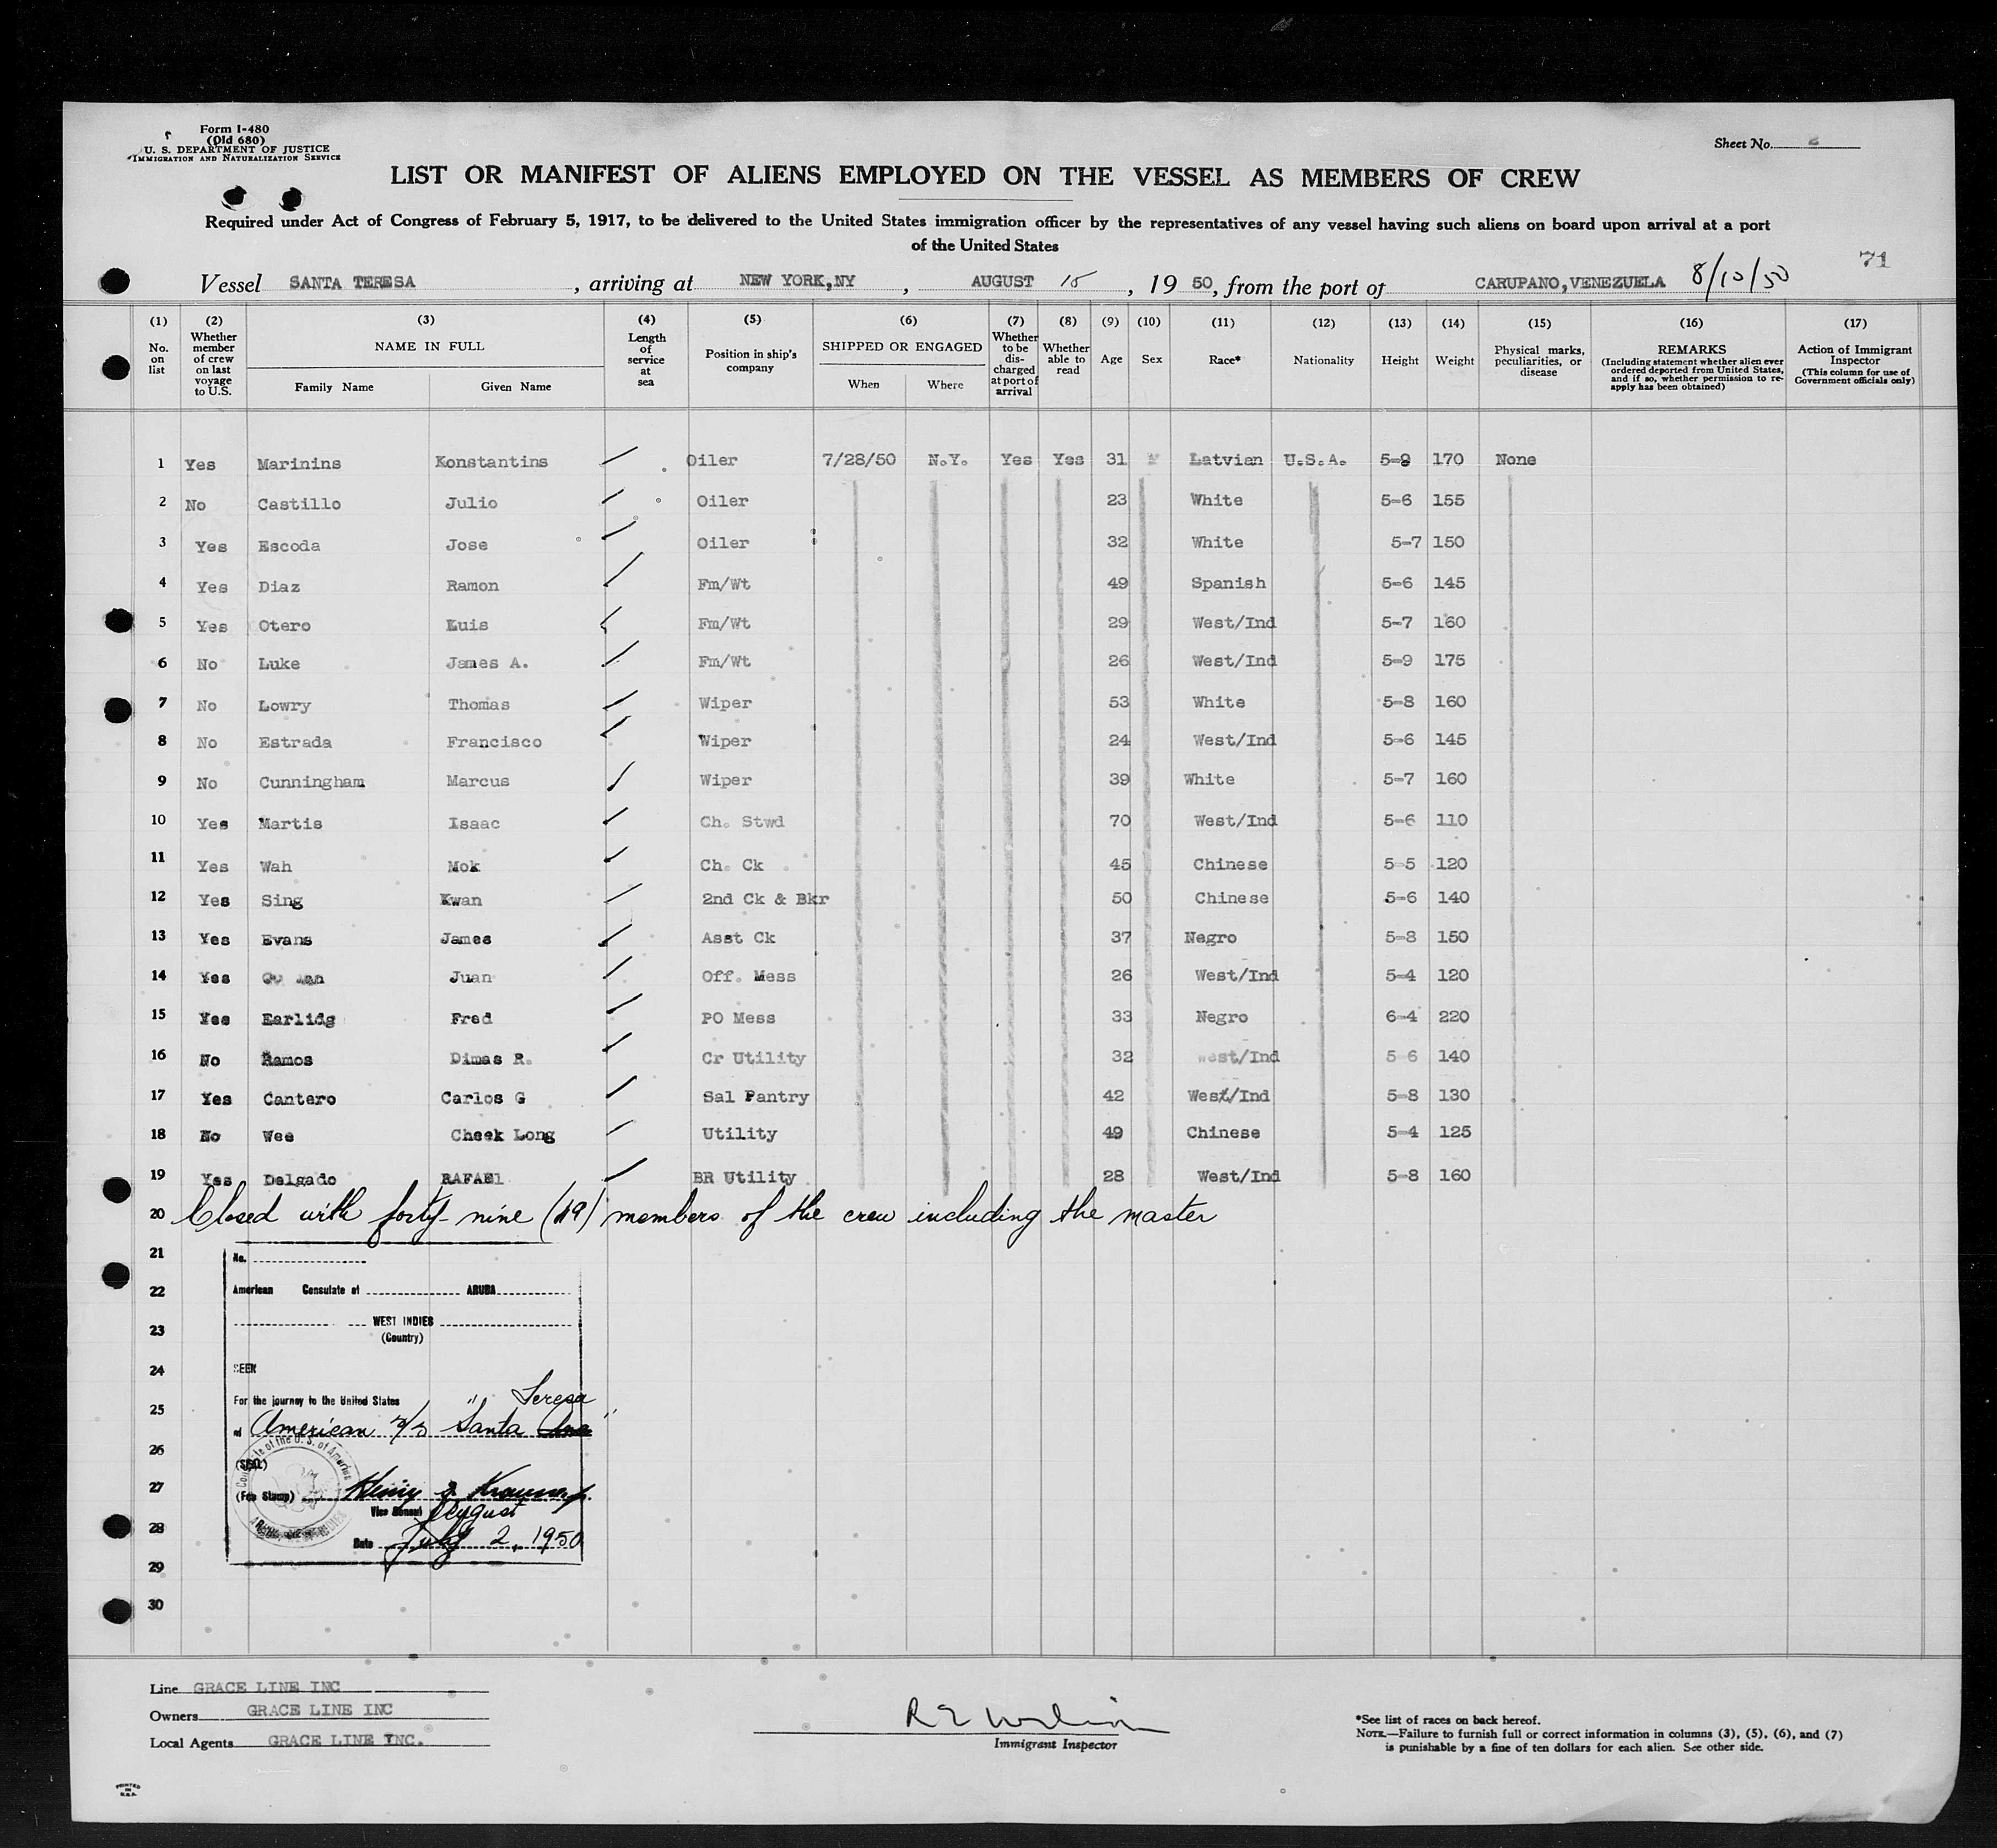 Form I-480
(Old 680)
U. S. DEPARTMENT OF JUSTICE
IMMIGRATION AND NATURALIZATION SERVICE
Sheet No.
LIST OR MANIFEST OF ALIENS EMPLOYED ON THE VESSEL AS MEMBERS OF CREW
Required under Act of Congress of February 5, 1917, to be delivered to the United States immigration officer by the representatives of any vessel having such aliens on board upon arrival at a port
of the United States
71
Vessel SANTA TERESA, arriving at NEW YORK,NY, AUGUST 15, 1950, from the port of CARUPANO,VENEZUELA 8/10/50
(1) No. on list
(2) Whether member of crew on last voyage to U.S.
(3) NAME IN FULL Family Name Given Name
(4) Length of service at sea
(5) Position in ship's company
(6) SHIPPED OR ENGAGED When Where
(7) Whether to be discharged at port of arrival
(8) Whether able to read
(9) Age
(10) Sex
(11) Race*
(12) Nationality
(13) Height
(14) Weight
(15) Physical marks, peculiarities, or disease
(16) REMARKS (Including statement whether alien ever ordered deported from United States, and if so, whether permission to reapply has been obtained)
(17) Action of Immigrant Inspector (This column for use of Government officials only)
1 Yes Marinins Konstantins Oiler 7/28/50 N.Y. Yes Yes 31 Latvian U.S.A. 5-9 170 None
2 No Castillo Julio Oiler 23 White 5-6 155
3 Yes Escoda Jose Oiler 32 White 5-7 150
4 Yes Diaz Ramon Fm/Wt 49 Spanish 5-6 145
5 Yes Otero Luis Fm/Wt 29 West/Ind 5-7 160
6 No Luke James A. Fm/Wt 26 West/Ind 5-9 175
7 No Lowry Thomas Wiper 53 White 5-8 160
8 No Estrada Francisco Wiper 24 West/Ind 5-6 145
9 No Cunningham Marcus Wiper 39 White 5-7 160
10 Yes Martis Isaac Ch. Stwd 70 West/Ind 5-6 110
11 Yes Wah Mok Ch. Ck 45 Chinese 5-5 120
12 Yes Sing Kwan 2nd Ck & Bkr 50 Chinese 5-6 140
13 Yes Evans James Asst Ck 37 Negro 5-8 150
14 Yes Juan Off. Mess 26 West/Ind 5-4 120
15 Yes Earlidg Fred PO Mess 33 Negro 6-4 220
16 No Ramos Dimas R. Cr Utility 32 West/Ind 5 6 140
17 Yes Cantero Carlos G Sal Pantry 42 West/Ind 5-8 130
18 No Wee Cheek Long Utility 49 Chinese 5-4 125
19 Yes Delgado RAFAEl BR Utility 28 West/Ind 5-8 160
20 Closed with forty-nine (49) members of the crew including the master
21
No.
22
American Consulate at ARUBA
23
WEST INDIES
(Country)
24
SEEN
25
For the journey to the United States " Teresa
of American S/S Santa "
26
(SEAL)
27
(Fee Stamp)
Vice Consul August
28
Date July 2, 1950
29
30
Line GRACE LINE INC
Owners GRACE LINE INC
Local Agents GRACE LINE INC.
Immigrant Inspector
*See list of races on back hereof.
NOTE.—Failure to furnish full or correct information in columns (3), (5), (6), and (7)
is punishable by a fine of ten dollars for each alien. See other side.
PRINTED
IN
U.S.A.